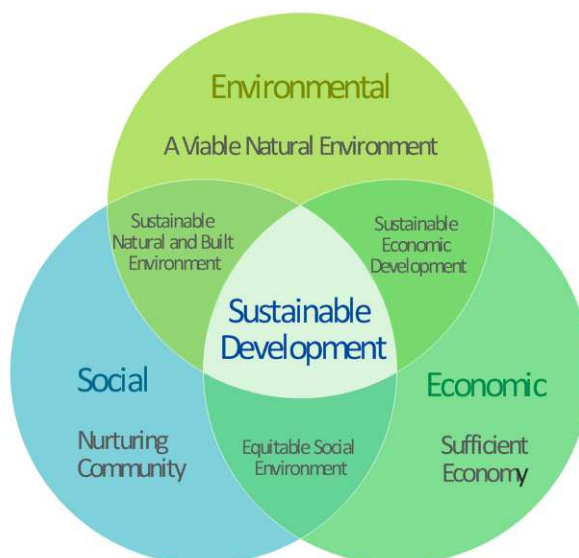 Environmental
A Viable Natural Environment
Sustainable
Natural and Built
Environment
Sustainable
Economic
Development
Sustainable
Development
Social
Economic
Nurturing
Community
Equitable Social
Environment
Sufficient
Economy